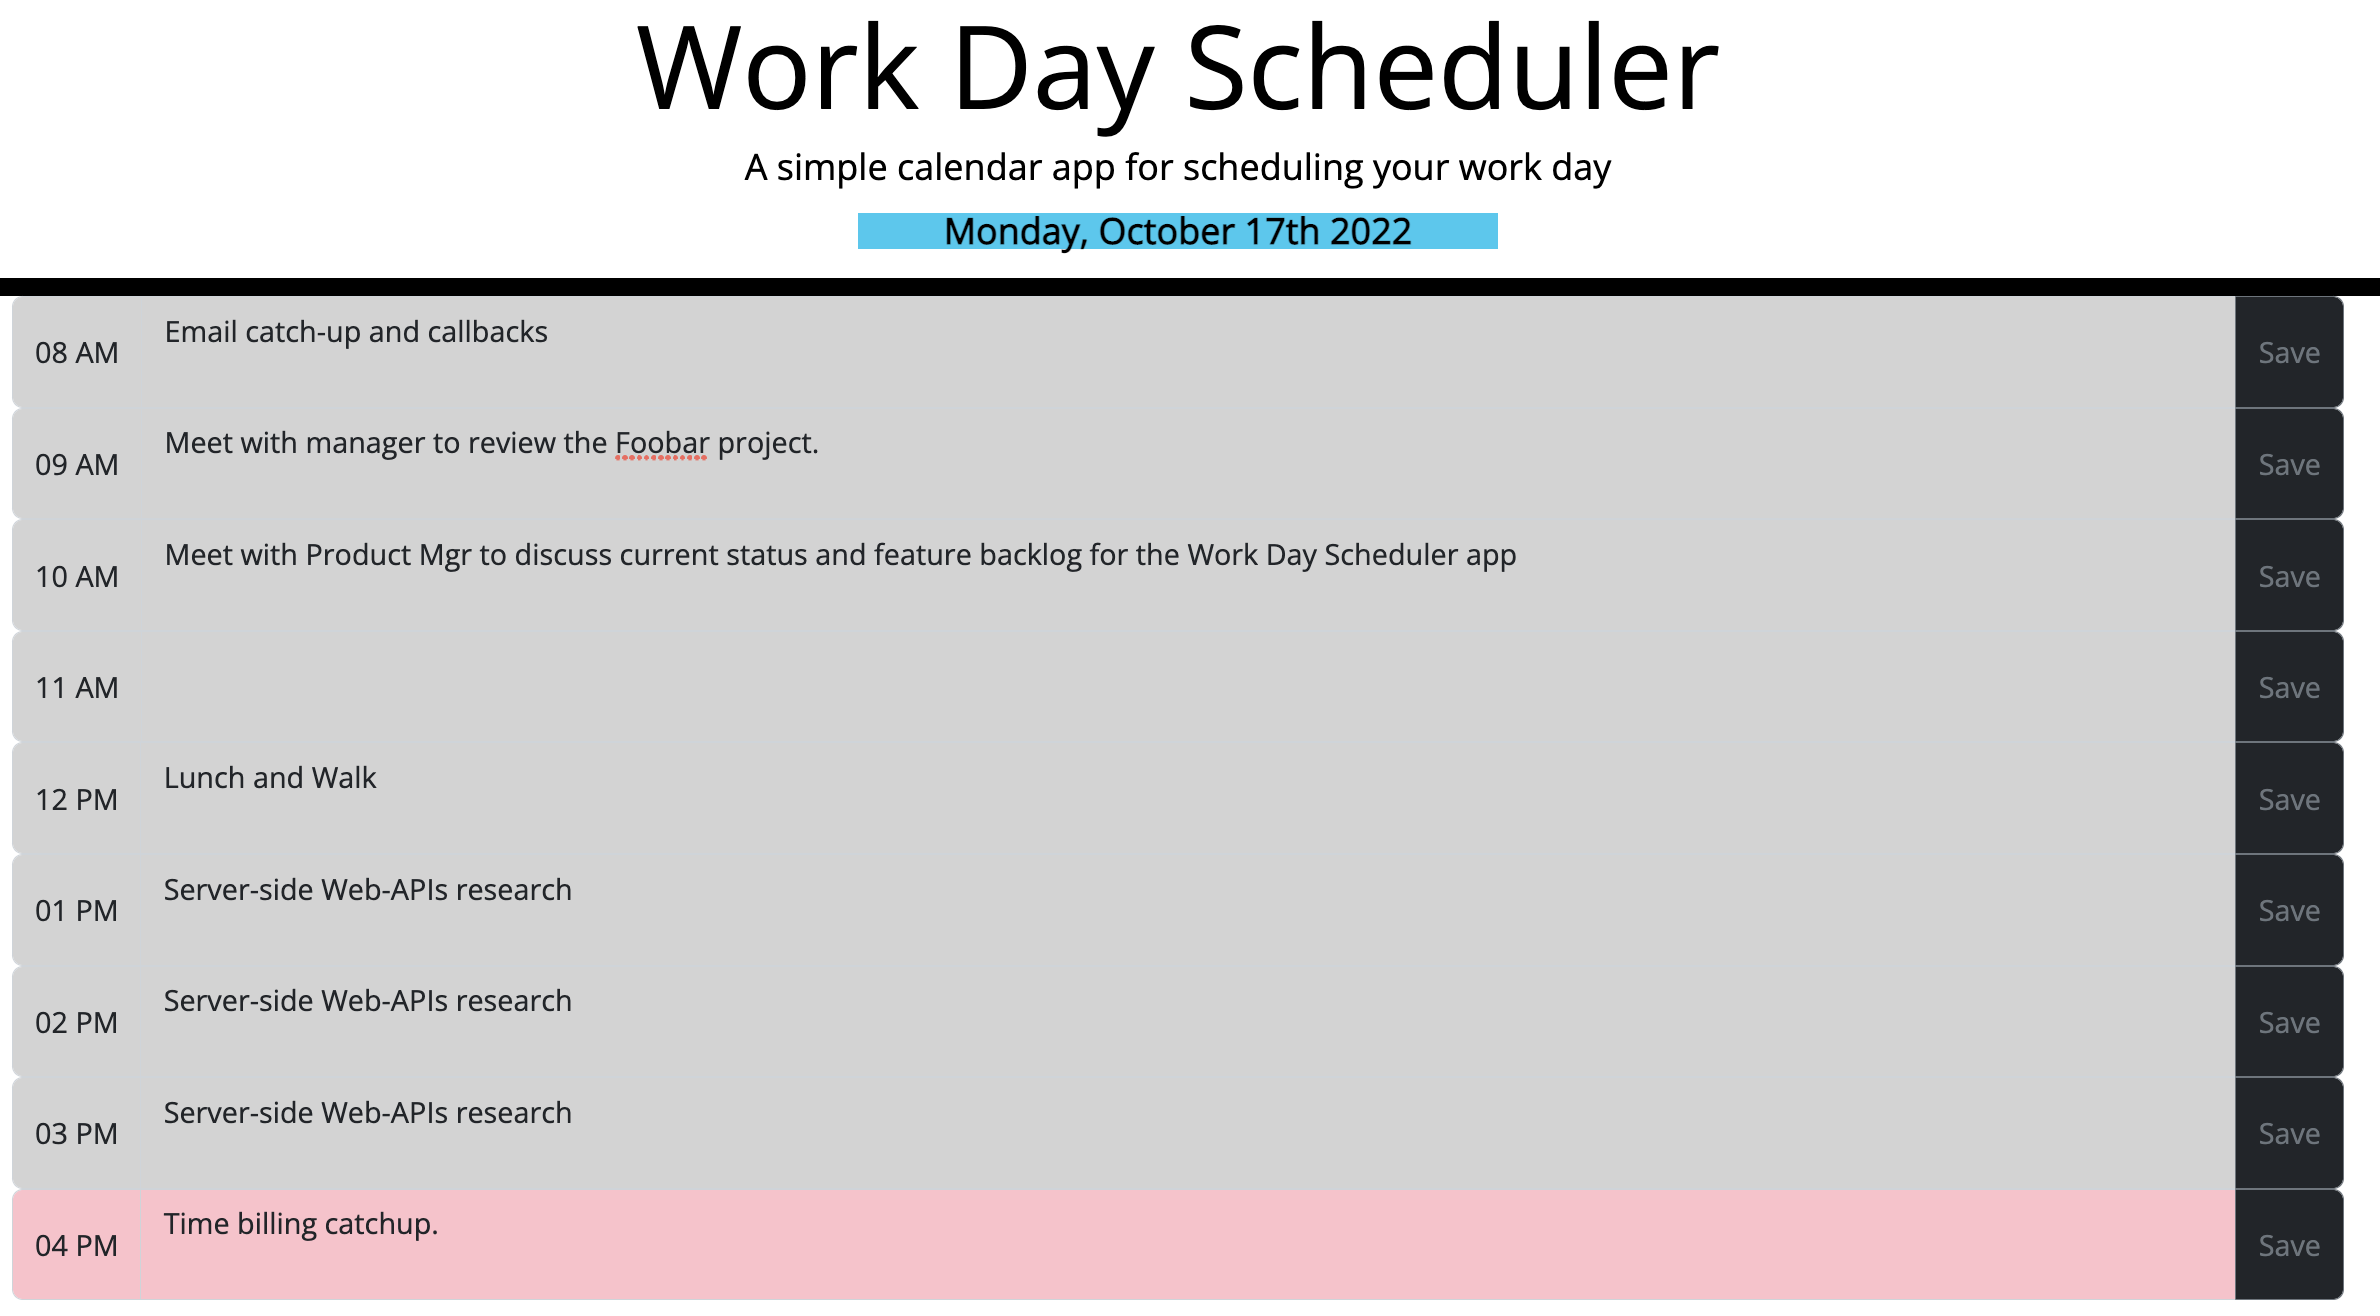 Work Day Scheduler
A simple calendar app for scheduling your work day
Monday, October 17th 2022
08 AM Email catch-up and callbacks Save
09 AM Meet with manager to review the Foobar project. Save
10 AM Meet with Product Mgr to discuss current status and feature backlog for the Work Day Scheduler app Save
11 AM Save
12 PM Lunch and Walk Save
01 PM Server-side Web-APIs research Save
02 PM Server-side Web-APIs research Save
03 PM Server-side Web-APIs research Save
04 PM Time billing catchup. Save